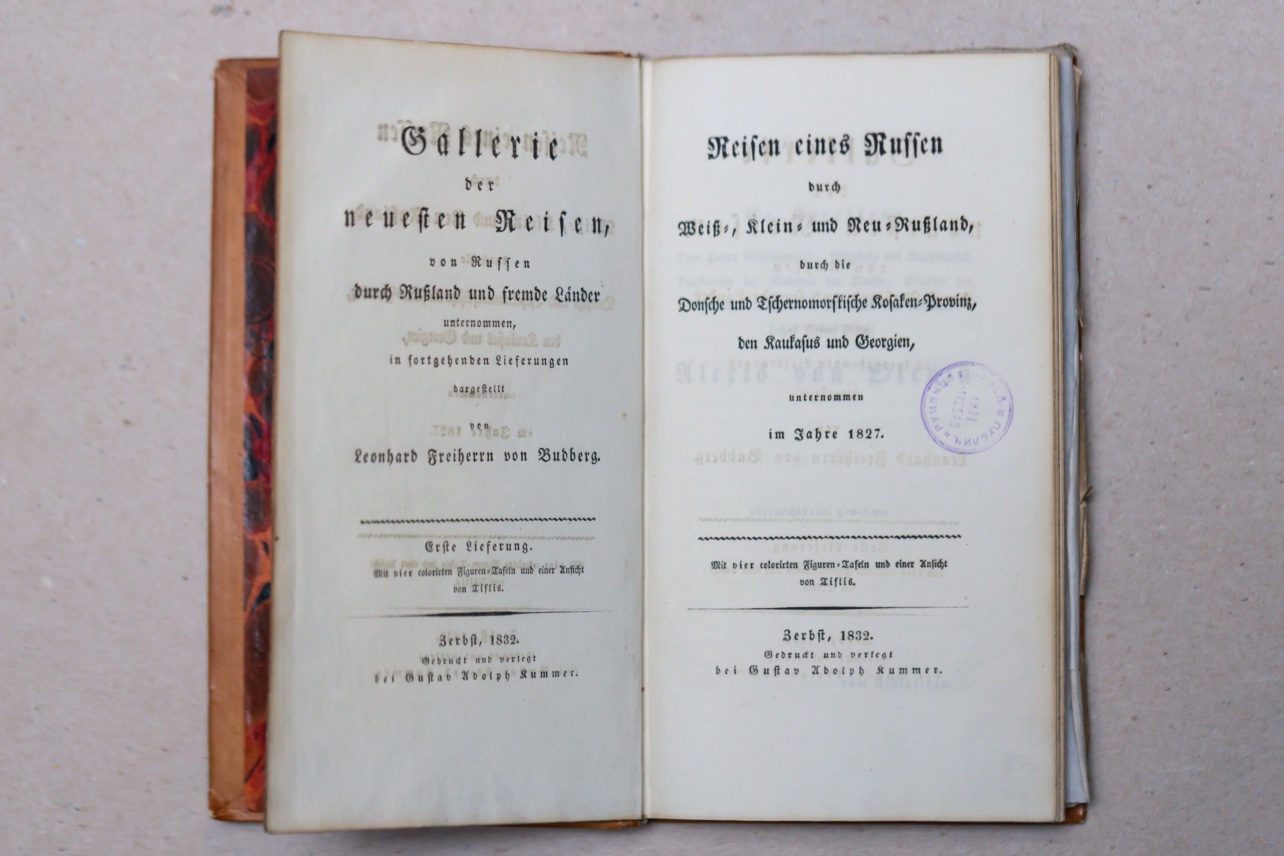 Gallerie
der
neuesten Reisen,
von Russen
durch Rußland und fremde Länder
unternommen,
in fortgehenden Lieferungen
dargestellt
von
Leonhard Freiherrn von Budberg.
Erste Lieferung.
Mit vier colorirten Figuren-Tafeln und einer Ansicht
von Tiflis.
Zerbst, 1832.
Gedruckt und verlegt
bei Gustav Adolph Kummer.
Reisen eines Russen
durch
Weiß-, Klein- und Neu-Rußland,
durch die
Donsche und Tschernomorskische Kosaken-Provinz,
den Kaukasus und Georgien,
unternommen
im Jahre 1827.
Mit vier colorirten Figuren-Tafeln und einer Ansicht
von Tiflis.
Zerbst, 1832.
Gedruckt und verlegt
bei Gustav Adolph Kummer.